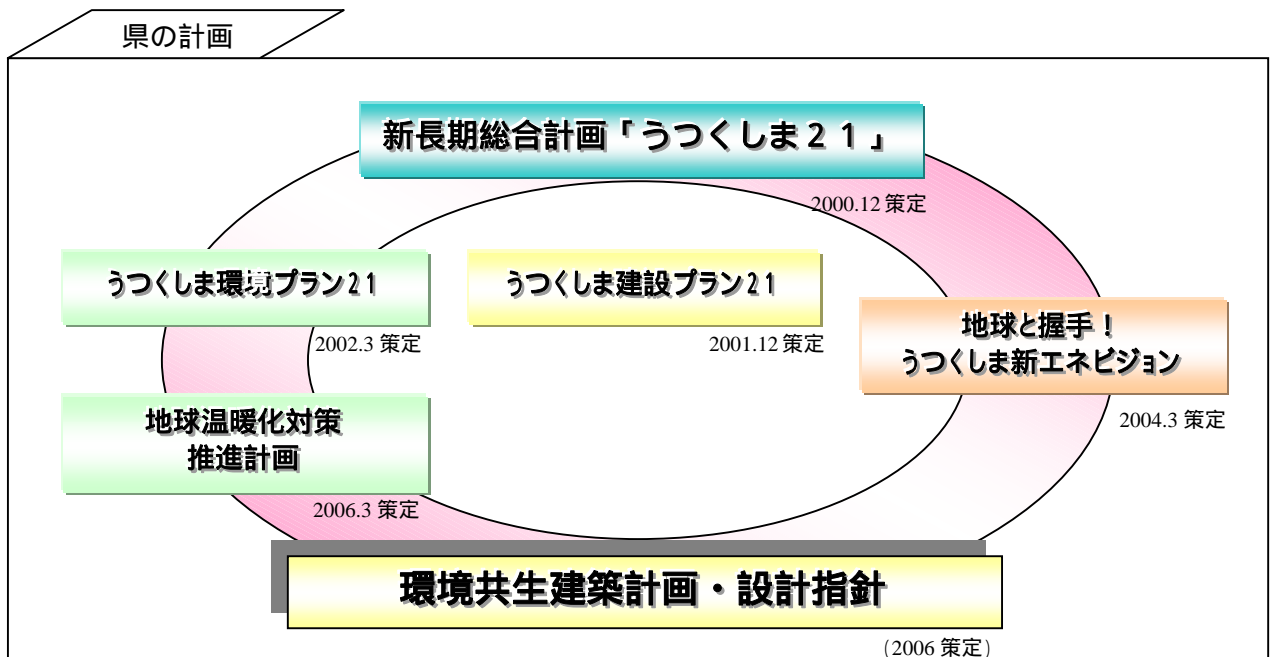 県の計画
新長期総合計画「うつくしま２１」
2000.12 策定
うつくしま環境プラン21
2002.3 策定
うつくしま建設プラン21
2001.12 策定
地球と握手！
うつくしま新エネビジョン
2004.3 策定
地球温暖化対策
推進計画
2006.3 策定
環境共生建築計画・設計指針
(2006 策定)